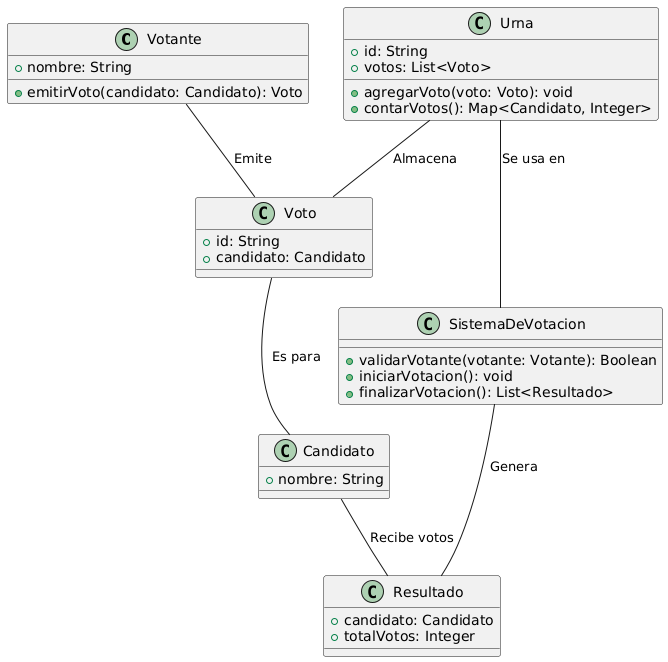 C Votante
nombre: String
emitirVoto(candidato: Candidato): Voto
C Urna
id: String
votos: List<Voto>
agregarVoto(voto: Voto): void
contarVotos(): Map<Candidato, Integer>
Emite
Almacena
Se usa en
C Voto
id: String
candidato: Candidato
C SistemaDeVotacion
validarVotante(votante: Votante): Boolean
iniciarVotacion(): void
finalizarVotacion(): List<Resultado>
Es para
C Candidato
nombre: String
Genera
Recibe votos
C Resultado
candidato: Candidato
totalVotos: Integer